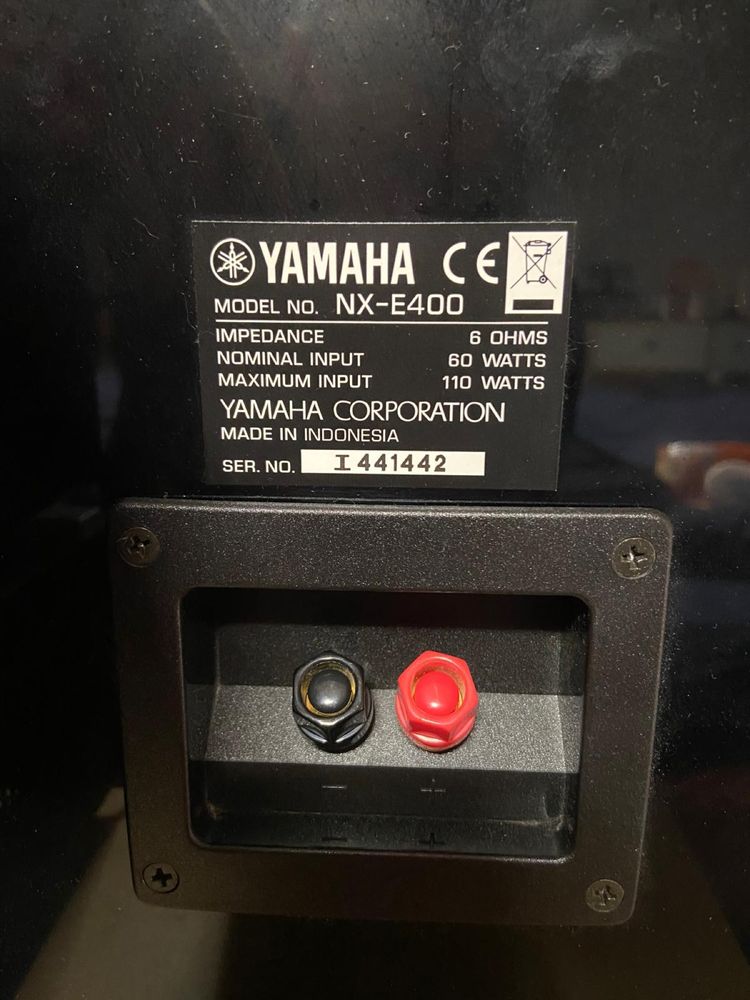 YAMAHA CE
MODEL NO. NX-E400
IMPEDANCE 6 OHMS
NOMINAL INPUT 60 WATTS
MAXIMUM INPUT 110 WATTS
YAMAHA CORPORATION
MADE IN INDONESIA
SER. NO. I 441442
− +
− +